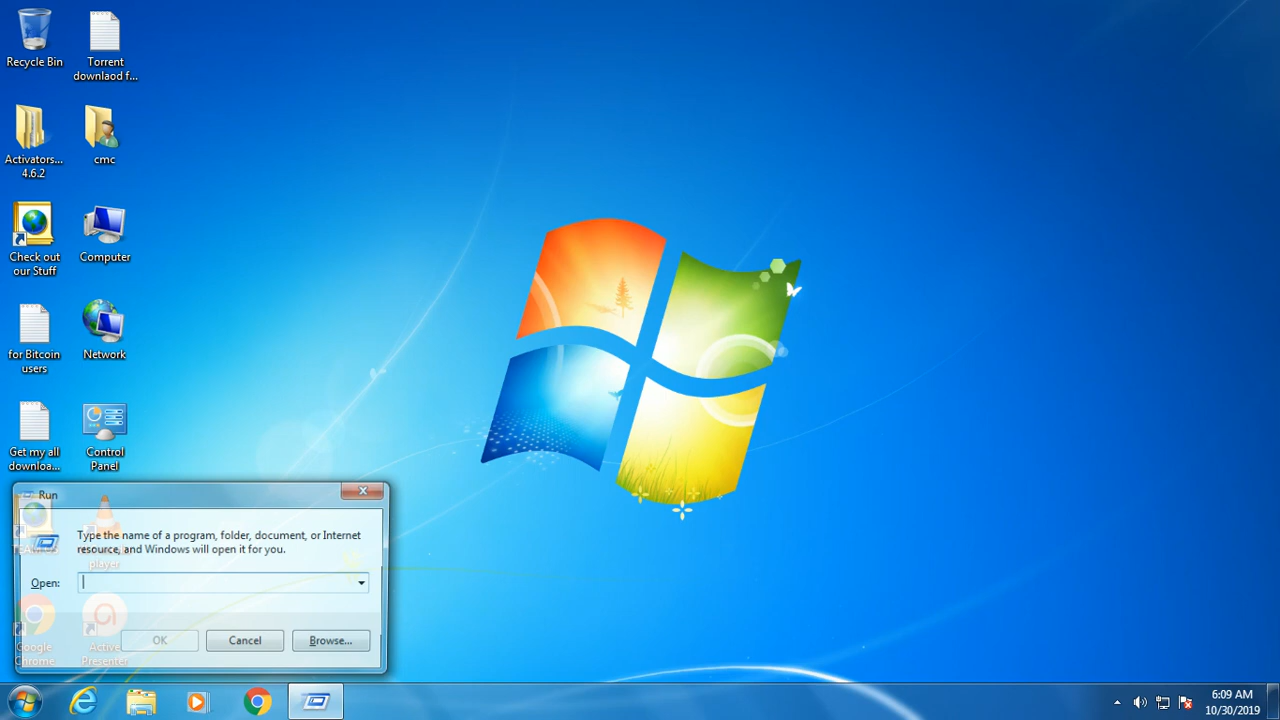 Recycle Bin
Torrent
downlaod f...
Activators...
4.6.2
cmc
Check out
our Stuff
Computer
for Bitcoin
users
Network
Get my all
downloa...
Control
Panel
Run
Type the name of a program, folder, document, or Internet
resource, and Windows will open it for you.
player
Open:
OK
Cancel
Browse...
Google
Chrome
Active
Presenter
6:09 AM
10/30/2019